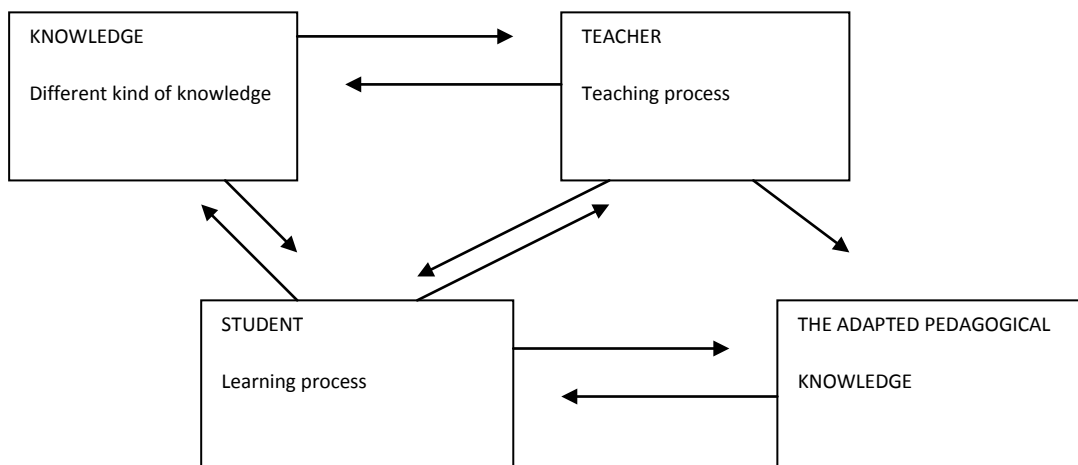 KNOWLEDGE
Different kind of knowledge
TEACHER
Teaching process
STUDENT
Learning process
THE ADAPTED PEDAGOGICAL
KNOWLEDGE